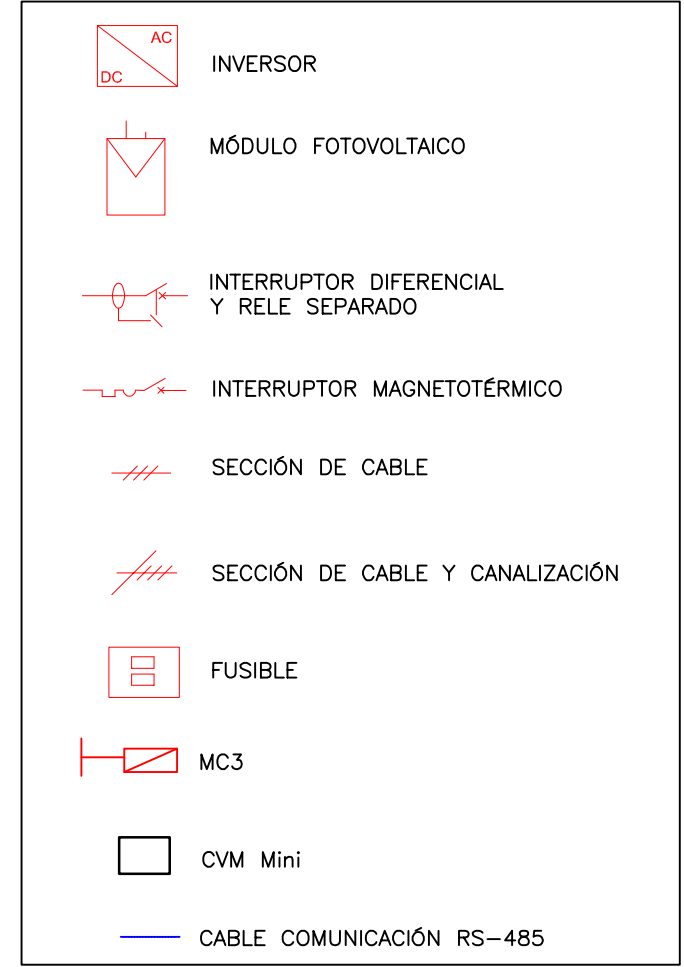 AC
DC
INVERSOR
MÓDULO FOTOVOLTAICO
INTERRUPTOR DIFERENCIAL
Y RELE SEPARADO
INTERRUPTOR MAGNETOTÉRMICO
SECCIÓN DE CABLE
SECCIÓN DE CABLE Y CANALIZACIÓN
FUSIBLE
MC3
CVM Mini
CABLE COMUNICACIÓN RS-485